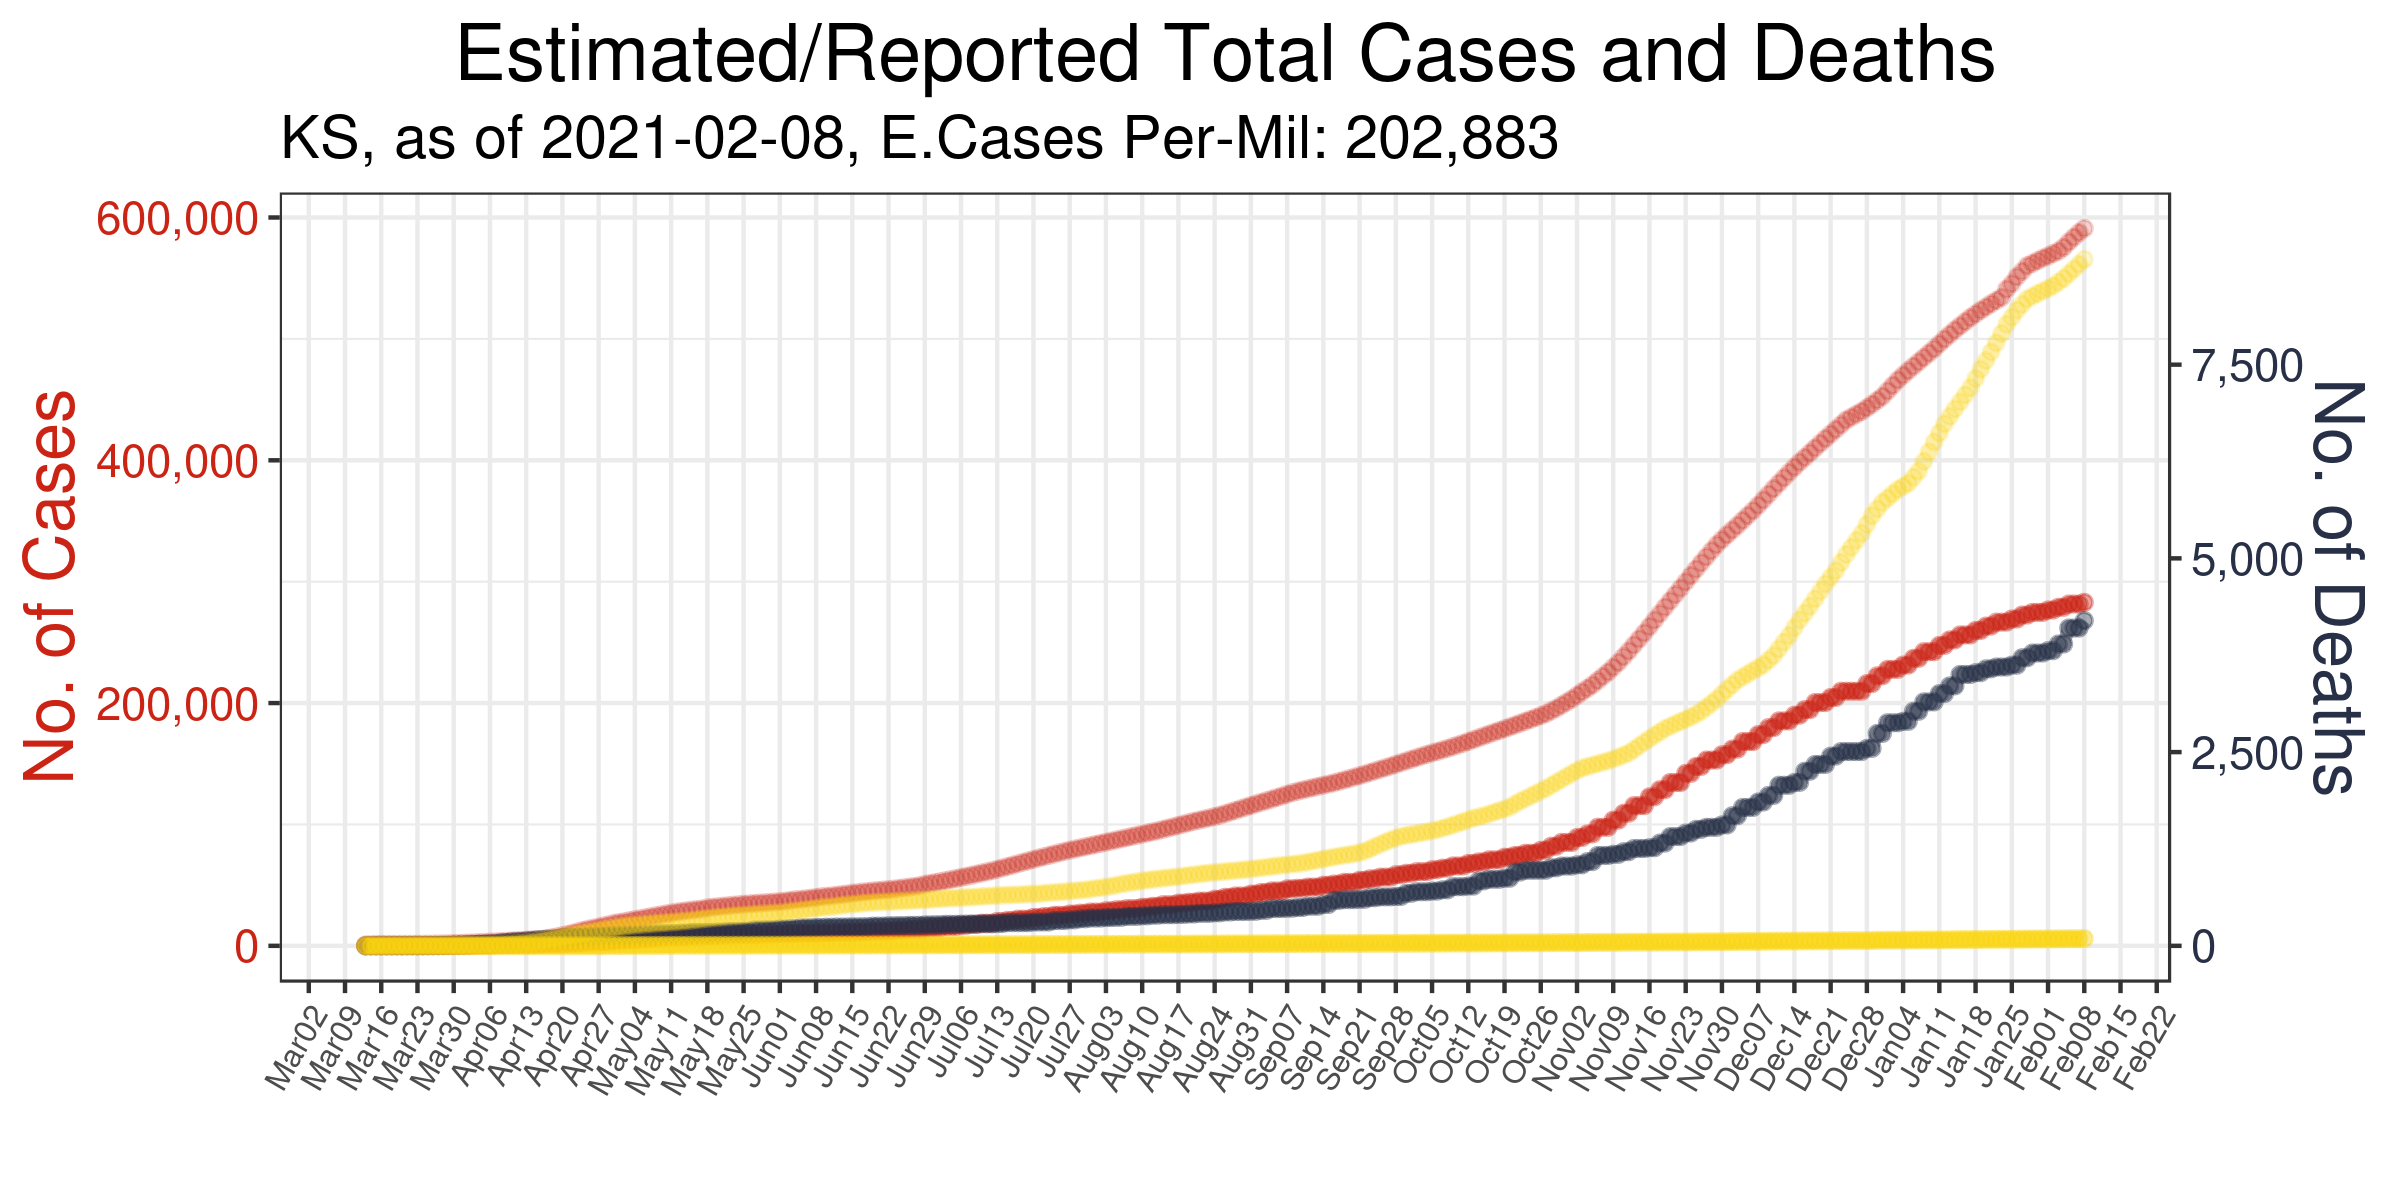 Estimated/Reported Total Cases and Deaths
KS, as of 2021-02-08, E.Cases Per-Mil: 202,883
No. of Cases
600,000
400,000
200,000
0
7,500
5,000
2,500
0
No. of Deaths
Mar02
Mar09
Mar16
Mar23
Mar30
Apr06
Apr13
Apr20
Apr27
May04
May11
May18
May25
Jun01
Jun08
Jun15
Jun22
Jun29
Jul06
Jul13
Jul20
Jul27
Aug03
Aug10
Aug17
Aug24
Aug31
Sep07
Sep14
Sep21
Sep28
Oct05
Oct12
Oct19
Oct26
Nov02
Nov09
Nov16
Nov23
Nov30
Dec07
Dec14
Dec21
Dec28
Jan04
Jan11
Jan18
Jan25
Feb01
Feb08
Feb15
Feb22